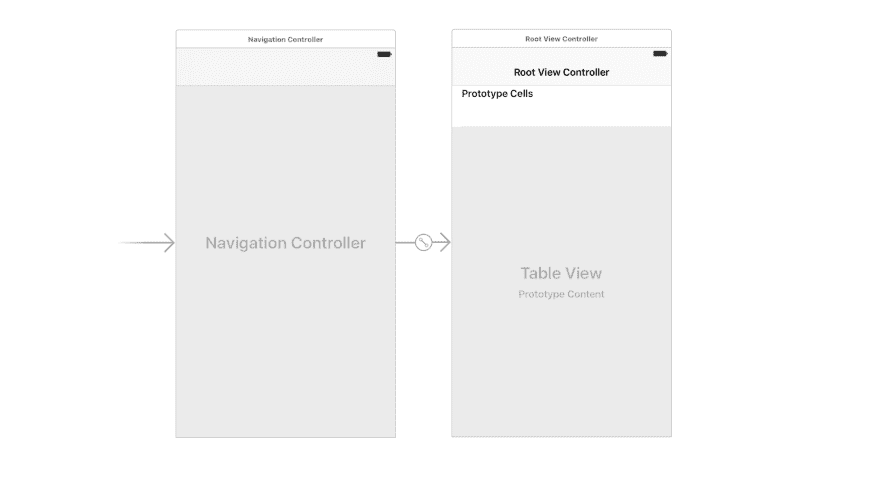 Navigation Controller
Navigation Controller
Root View Controller
Root View Controller
Prototype Cells
Table View
Prototype Content